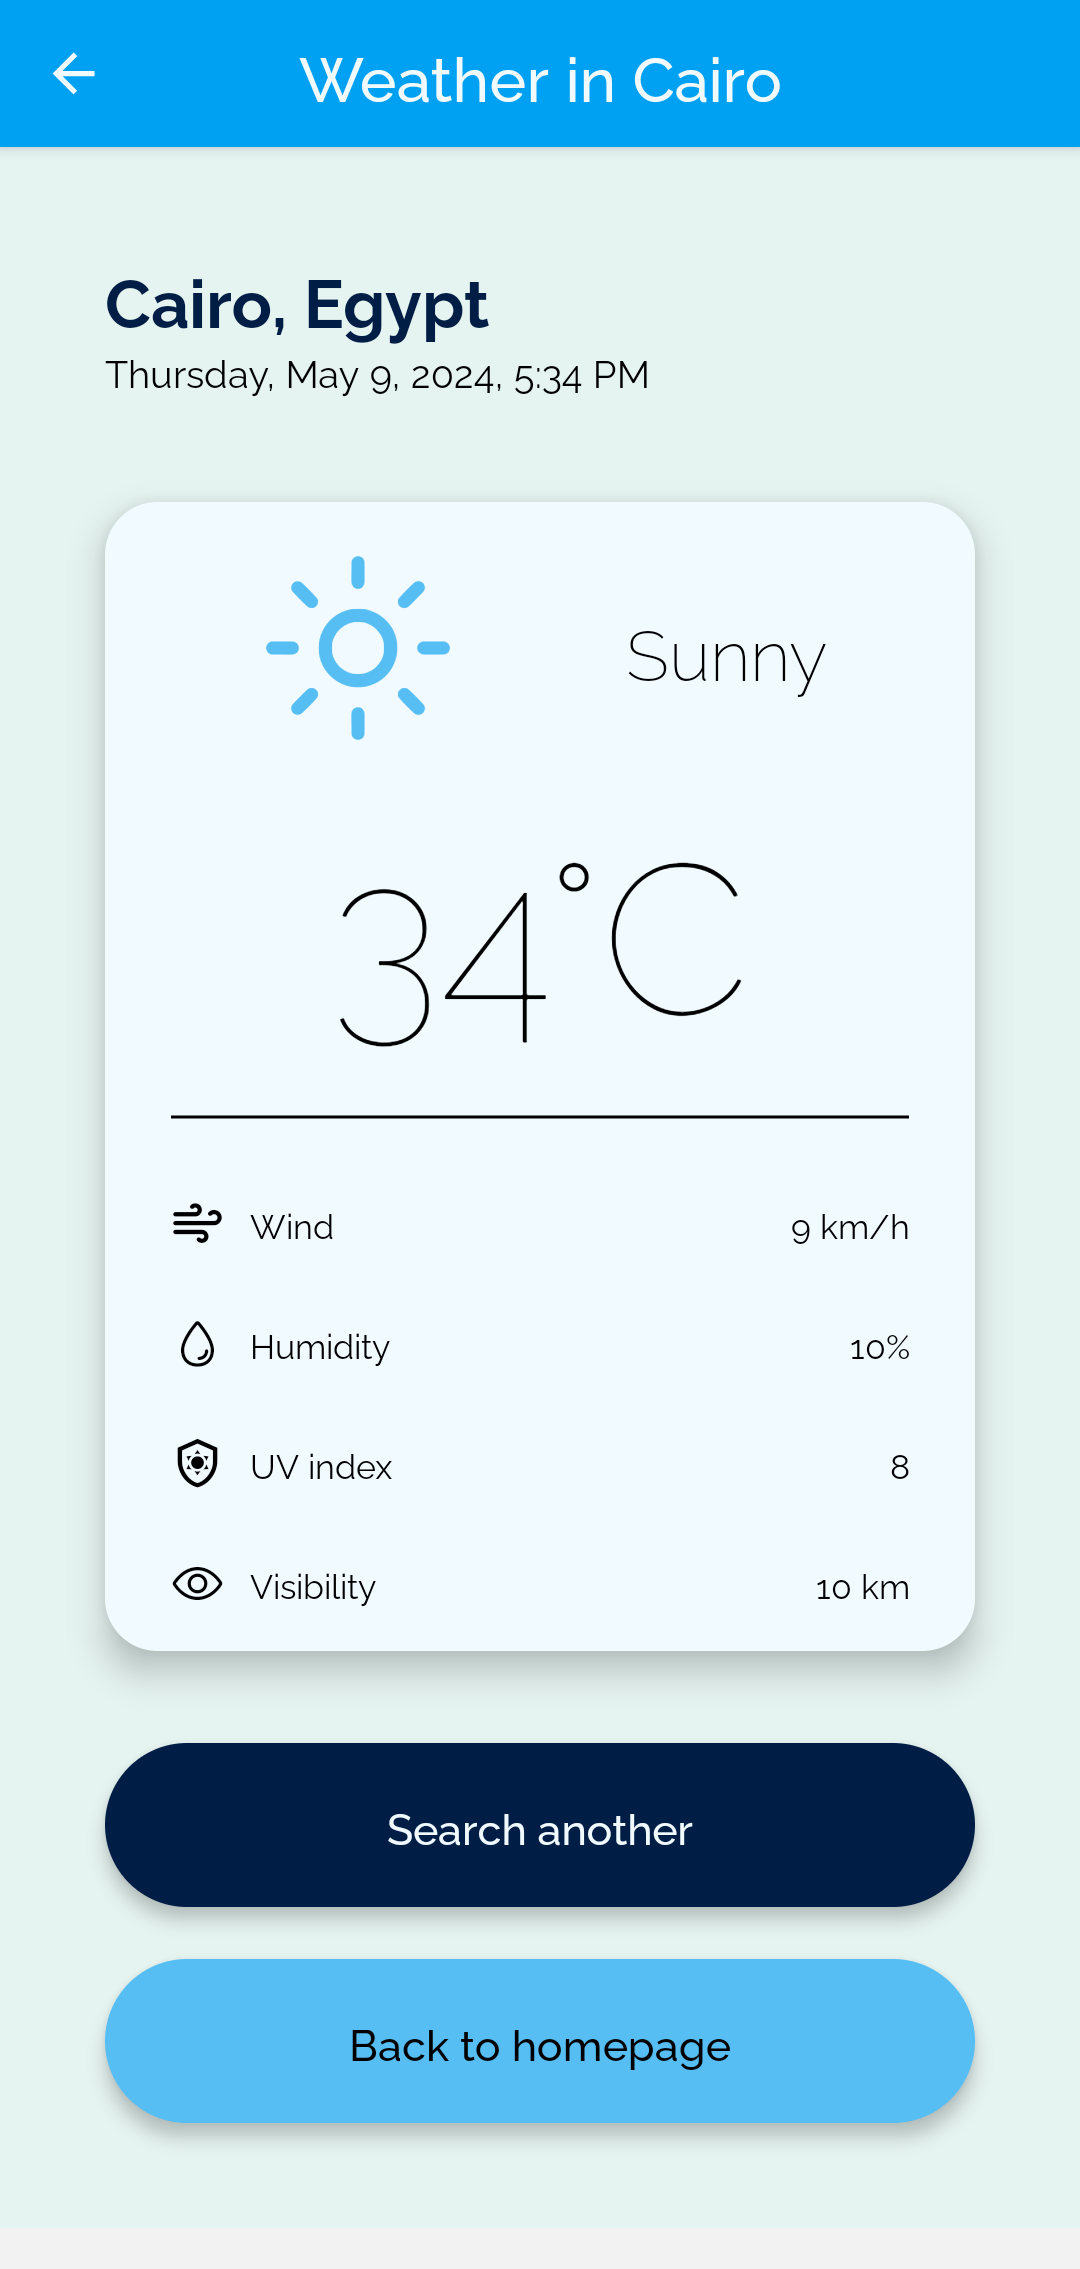 Weather in Cairo
Cairo, Egypt
Thursday, May 9, 2024, 5:34 PM
Sunny
34°C
Wind 9 km/h
Humidity 10%
UV index 8
Visibility 10 km
Search another
Back to homepage